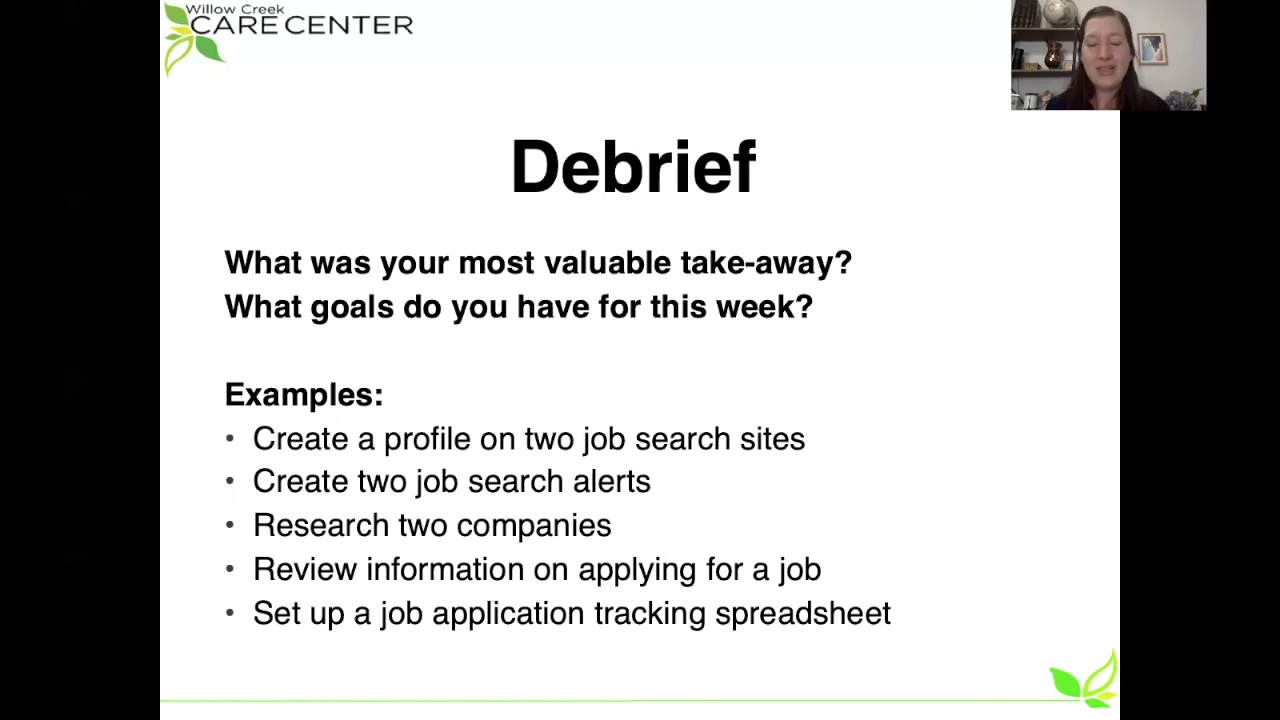 Willow Creek
CARE CENTER
Debrief
What was your most valuable take-away?
What goals do you have for this week?
Examples:
• Create a profile on two job search sites
• Create two job search alerts
• Research two companies
• Review information on applying for a job
• Set up a job application tracking spreadsheet